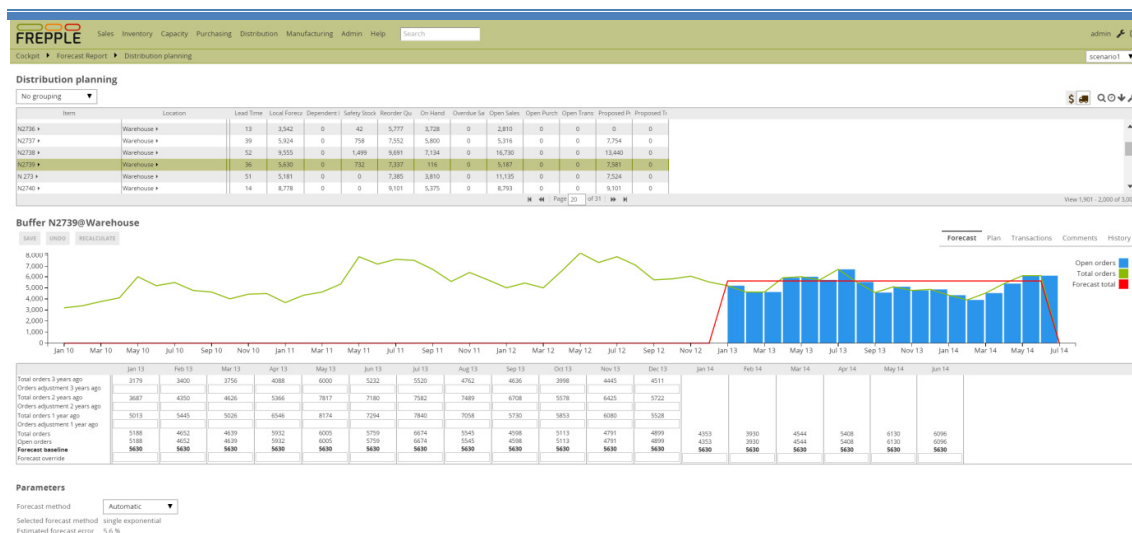 FREPPLE Sales Inventory Capacity Purchasing Distribution Manufacturing Admin Help Search admin
Cockpit Forecast Report Distribution planning scenario1
Distribution planning
No grouping
$
Item Location Lead Time Local Foreca Dependent Safety Stock Reorder Qu On Hand Overdue Sa Open Sales Open Purch Open Trans Proposed P Proposed T
N2736 Warehouse 13 3,542 0 42 5,777 3,728 0 2,810 0 0 0 0
N2737 Warehouse 39 5,924 0 758 7,552 5,800 0 5,316 0 0 7,754 0
N2738 Warehouse 52 9,555 0 1,499 9,691 7,134 0 16,730 0 0 13,440 0
N2739 Warehouse 36 5,630 0 732 7,337 116 0 5,187 0 0 7,581 0
N 273 Warehouse 51 5,181 0 0 7,385 3,810 0 11,135 0 0 7,524 0
N2740 Warehouse 14 8,778 0 0 9,101 5,375 0 8,793 0 0 9,101 0
Page 20 of 31 View 1,901 - 2,000 of 3,00
Buffer N2739@Warehouse
SAVE UNDO RECALCULATE Forecast Plan Transactions Comments History
8,000
7,000
6,000
5,000
4,000
3,000
2,000
1,000
0
Open orders
Total orders
Forecast total
Jan 10 Mar 10 May 10 Jul 10 Sep 10 Nov 10 Jan 11 Mar 11 May 11 Jul 11 Sep 11 Nov 11 Jan 12 Mar 12 May 12 Jul 12 Sep 12 Nov 12 Jan 13 Mar 13 May 13 Jul 13 Sep 13 Nov 13 Jan 14 Mar 14 May 14 Jul 14
Jan 13 Feb 13 Mar 13 Apr 13 May 13 Jun 13 Jul 13 Aug 13 Sep 13 Oct 13 Nov 13 Dec 13 Jan 14 Feb 14 Mar 14 Apr 14 May 14 Jun 14
Total orders 3 years ago 3179 3400 3756 4088 6000 5232 5520 4762 4636 3998 4445 4511
Orders adjustment 3 years ago
Total orders 2 years ago 3687 4350 4626 5366 7817 7180 7582 7489 6708 5578 6425 5722
Orders adjustment 2 years ago
Total orders 1 year ago 5013 5445 5026 6546 8174 7294 7840 7058 5730 5853 6080 5528
Orders adjustment 1 year ago
Total orders 5188 4652 4639 5932 6005 5759 6674 5545 4598 5113 4791 4899 4353 3930 4544 5408 6130 6096
Open orders 5188 4652 4639 5932 6005 5759 6674 5545 4598 5113 4791 4899 4353 3930 4544 5408 6130 6096
Forecast baseline 5630 5630 5630 5630 5630 5630 5630 5630 5630 5630 5630 5630 5630 5630 5630 5630 5630 5630
Forecast override
Parameters
Forecast method Automatic
Selected forecast method single exponential
Estimated forecast error 5.6 %